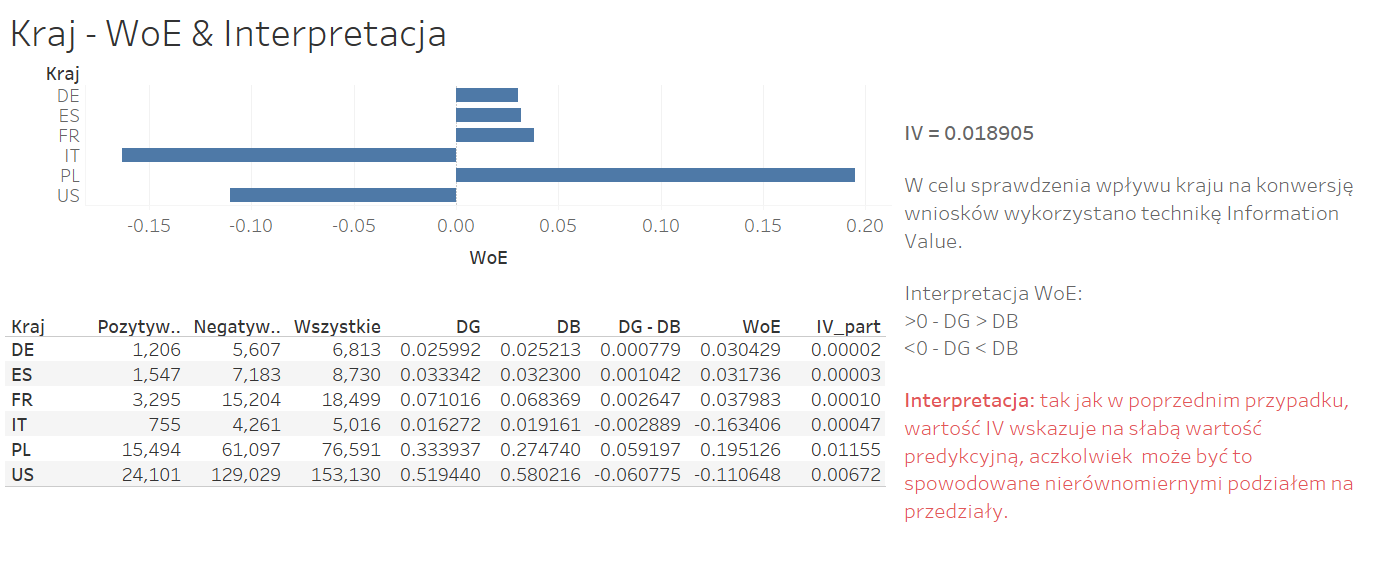 Kraj - WoE & Interpretacja
Kraj
DE
ES
FR
IT
PL
US
-0.15 -0.10 -0.05 0.00 0.05 0.10 0.15 0.20
WoE
Kraj Pozytyw.. Negatyw.. Wszystkie DG DB DG - DB WoE IV_part
DE 1,206 5,607 6,813 0.025992 0.025213 0.000779 0.030429 0.00002
ES 1,547 7,183 8,730 0.033342 0.032300 0.001042 0.031736 0.00003
FR 3,295 15,204 18,499 0.071016 0.068369 0.002647 0.037983 0.00010
IT 755 4,261 5,016 0.016272 0.019161 -0.002889 -0.163406 0.00047
PL 15,494 61,097 76,591 0.333937 0.274740 0.059197 0.195126 0.01155
US 24,101 129,029 153,130 0.519440 0.580216 -0.060775 -0.110648 0.00672
IV = 0.018905
W celu sprawdzenia wpływu kraju na konwersję
wniosków wykorzystano technikę Information
Value.
Interpretacja WoE:
>0 - DG > DB
<0 - DG < DB
Interpretacja: tak jak w poprzednim przypadku,
wartość IV wskazuje na słabą wartość
predykcyjną, aczkolwiek może być to
spowodowane nierównomiernymi podziałem na
przedziały.